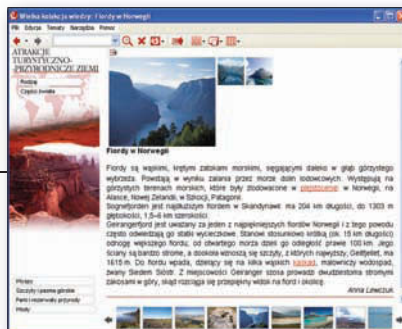 Wielka kolekcja wiedzy: Fiordy w Norwegii
Plik Edycja Tematy Narzędzia Pomoc
ATRAKCJE
TURYSTYCZNO-
-PRZYRODNICZE ZIEMI
Rodzaj
Części świata
Fiordy w Norwegii
Fiordy są wąskimi, krętymi zatokami morskimi, sięgającymi daleko w głąb górzystego
wybrzeża. Powstają w wyniku zalania przez morze dolin lodowcowych. Występują na
górzystych terenach morskich, które były zlodowacone w plejstocenie w Norwegii, na
Alasce, Nowej Zelandii, w Szkocji, Patagonii.
Sognefjorden jest najdłuższym fiordem w Skandynawii: ma 204 km długości, do 1303 m
głębokości, 1,5–6 km szerokości.
Geirangerfjord jest uważany za jeden z najpiękniejszych fiordów Norwegii i z tego powodu
często odwiedzają go statki wycieczkowe. Stanowi stosunkowo krótką (ok. 15 km długości)
odnogę większego fiordu; od otwartego morza dzieli go odległość prawie 100 km. Jego
ściany są bardzo strome, a dookoła wznoszą się szczyty, z których najwyższy, Geitfjellet, ma
1615 m. Do fiordu wpada, dzielący się na kilka wąskich kaskad, malowniczy wodospad,
zwany Siedem Sióstr. Z miejscowości Geiranger szosa prowadzi dwudziestoma stromymi
zakosami w góry, skąd rozciąga się przepiękny widok na fiord i okolicę.
Anna Lewczuk
Szczyty i pasma górskie
Parki i rezerwaty przyrody